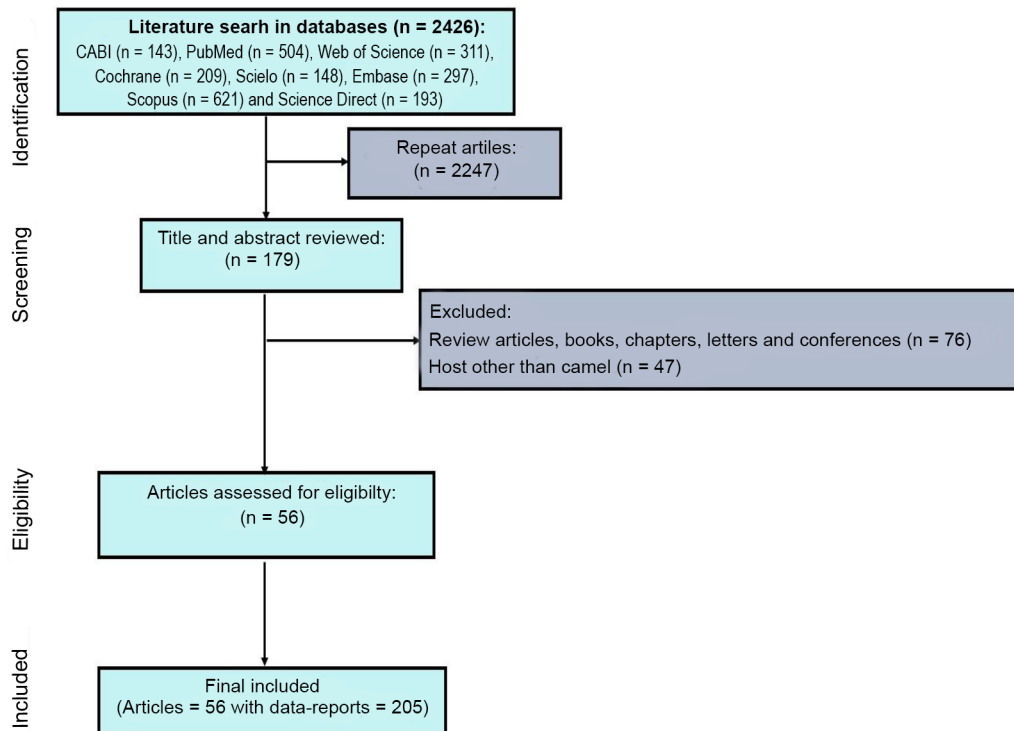 Identification
Literature searh in databases (n = 2426):
CABI (n = 143), PubMed (n = 504), Web of Science (n = 311),
Cochrane (n = 209), Scielo (n = 148), Embase (n = 297),
Scopus (n = 621) and Science Direct (n = 193)
Repeat artiles:
(n = 2247)
Screening
Title and abstract reviewed:
(n = 179)
Excluded:
Review articles, books, chapters, letters and conferences (n = 76)
Host other than camel (n = 47)
Eligibility
Articles assessed for eligibilty:
(n = 56)
Included
Final included
(Articles = 56 with data-reports = 205)